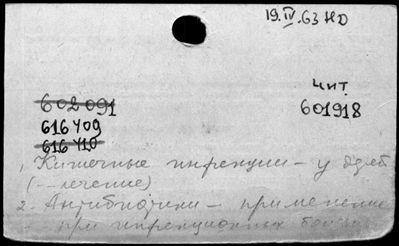 19.IV.63 НО
чит.
601918
602091
616409
616410
1. Кишечные инфекции – у детей
(-- лечение)
2. Антибиотики – применение
-- при инфекционных